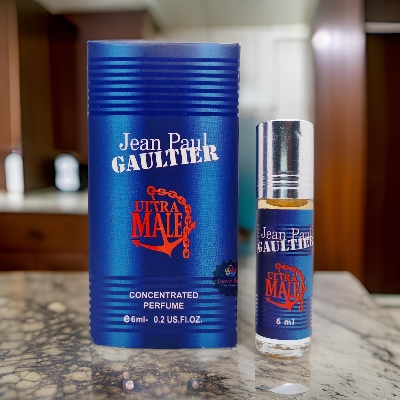 Jean Paul
GAULTIER
ULTRA
MALE
CONCENTRATED
PERFUME
℮6ml- 0.2 US.Fl.OZ.
Jean Paul
GAULTIER
ULTRA
MALE
6 ml